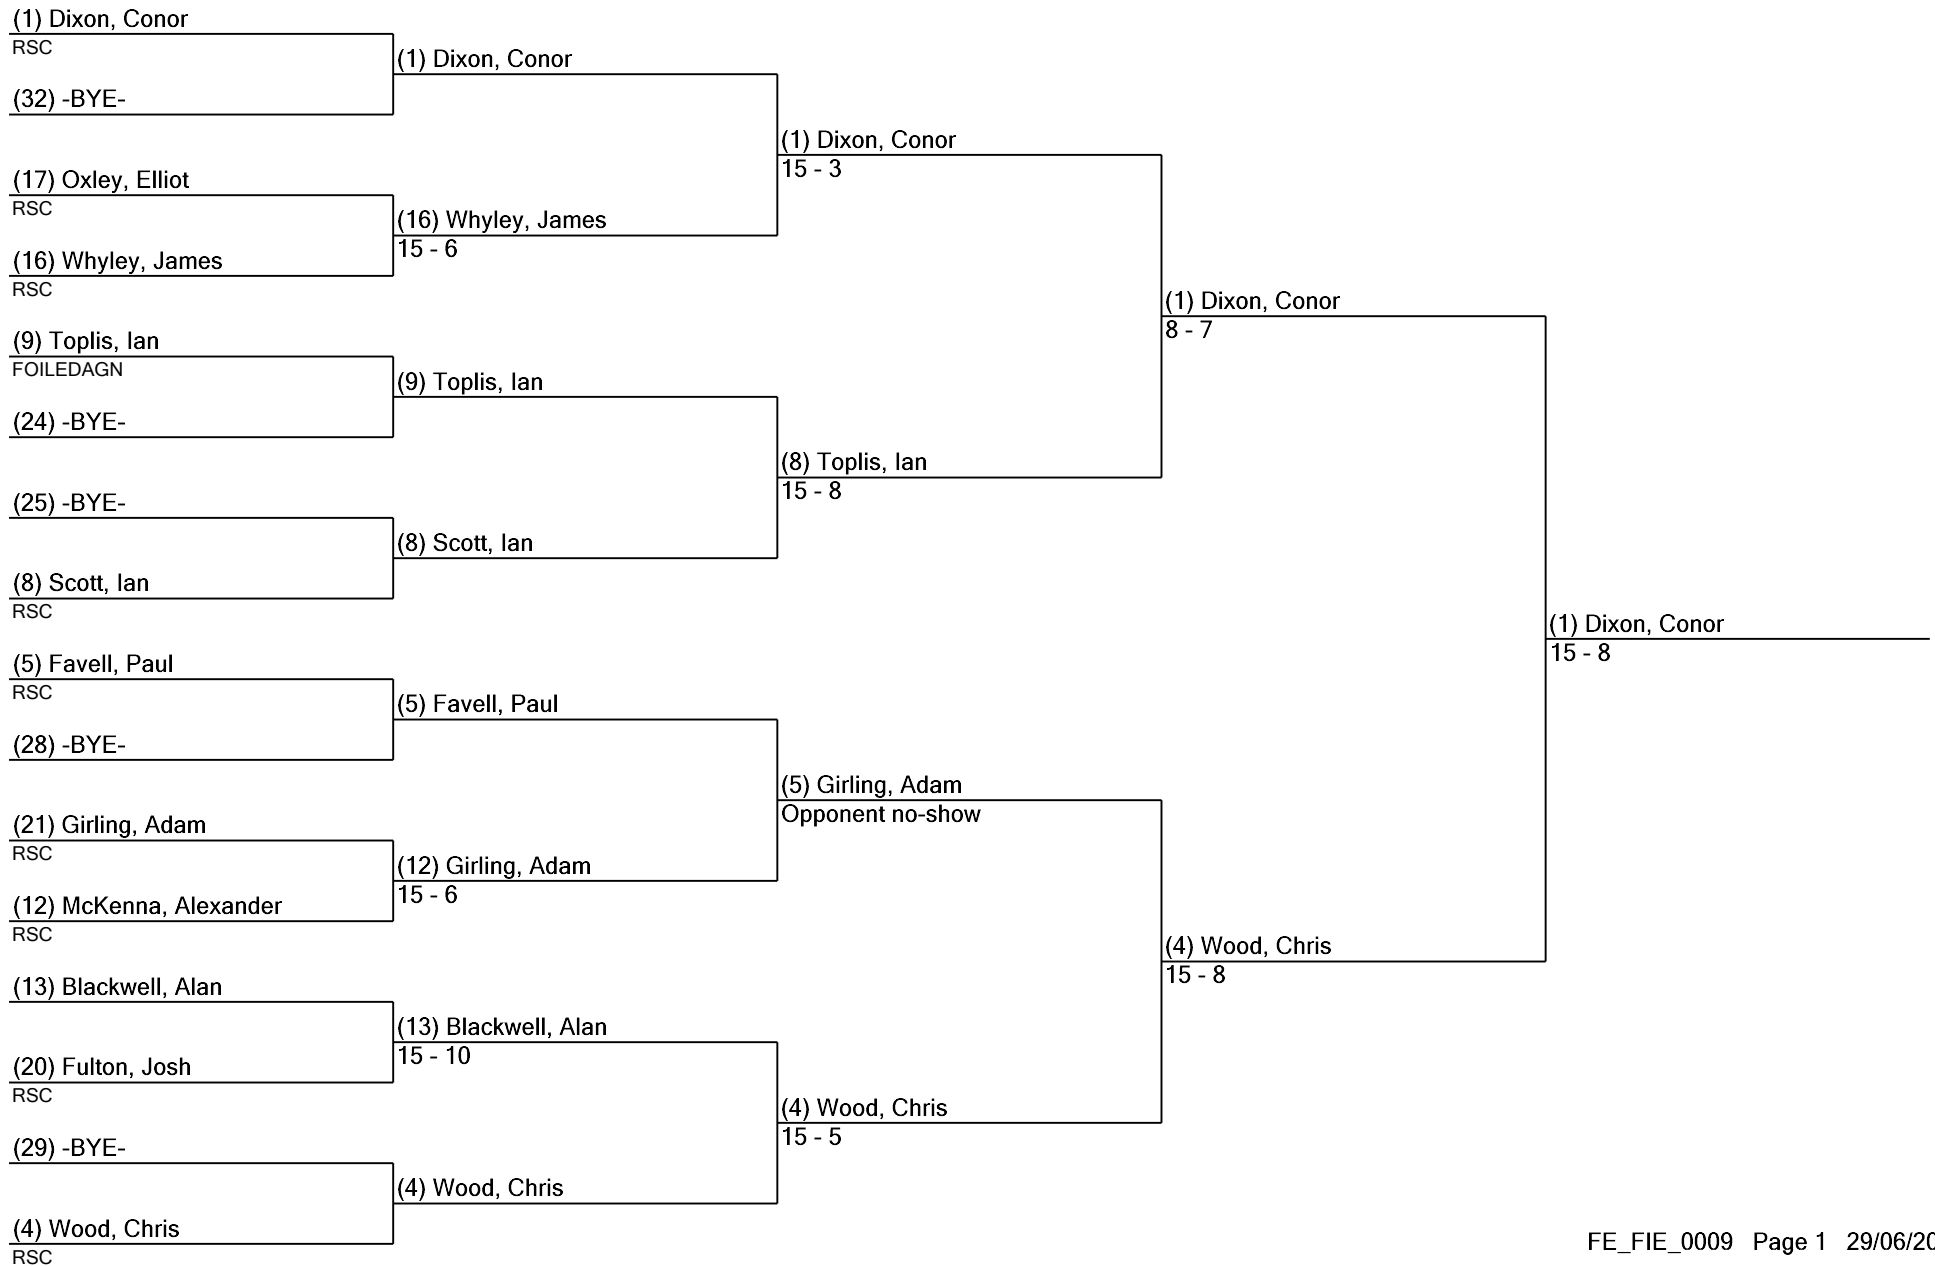 (1) Dixon, Conor
RSC
(32) -BYE-
(17) Oxley, Elliot
RSC
(16) Whyley, James
RSC
(9) Toplis, Ian
FOILEDAGN
(24) -BYE-
(25) -BYE-
(8) Scott, Ian
RSC
(5) Favell, Paul
RSC
(28) -BYE-
(21) Girling, Adam
RSC
(12) McKenna, Alexander
RSC
(13) Blackwell, Alan
(20) Fulton, Josh
RSC
(29) -BYE-
(4) Wood, Chris
RSC
(1) Dixon, Conor
(16) Whyley, James
15 - 6
(9) Toplis, Ian
(8) Scott, Ian
(5) Favell, Paul
(12) Girling, Adam
15 - 6
(13) Blackwell, Alan
15 - 10
(4) Wood, Chris
(1) Dixon, Conor
15 - 3
(8) Toplis, Ian
15 - 8
(5) Girling, Adam
Opponent no-show
(4) Wood, Chris
15 - 5
(1) Dixon, Conor
8 - 7
(4) Wood, Chris
15 - 8
(1) Dixon, Conor
15 - 8
FE_FIE_0009 Page 1 29/06/20